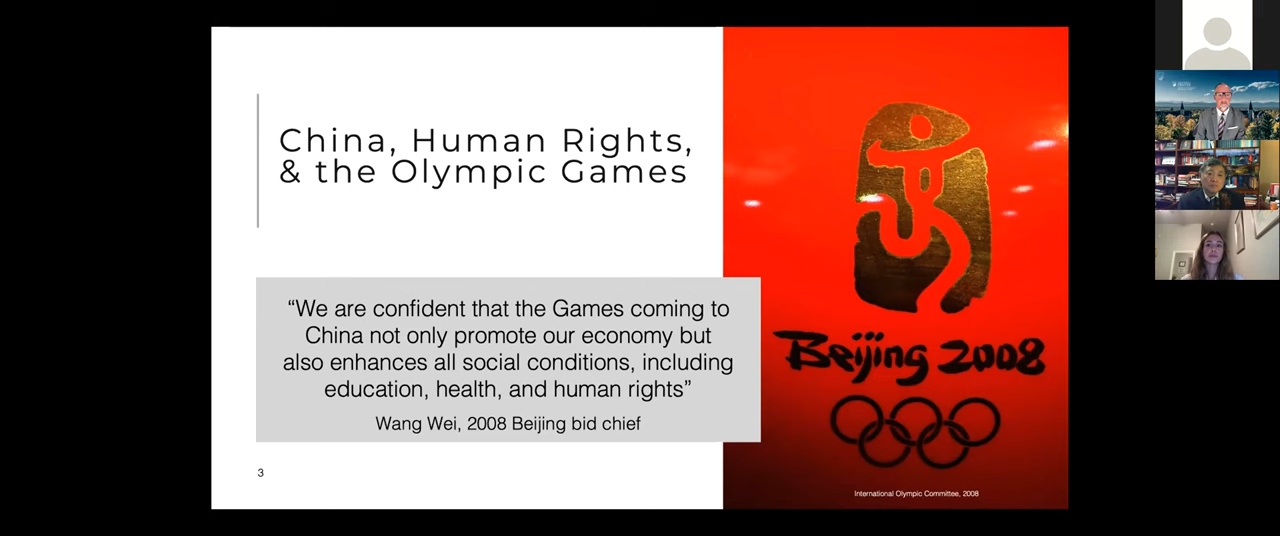 China, Human Rights,
& the Olympic Games
“We are confident that the Games coming to
China not only promote our economy but
also enhances all social conditions, including
education, health, and human rights”
Wang Wei, 2008 Beijing bid chief
3
Beijing 2008
International Olympic Committee, 2008